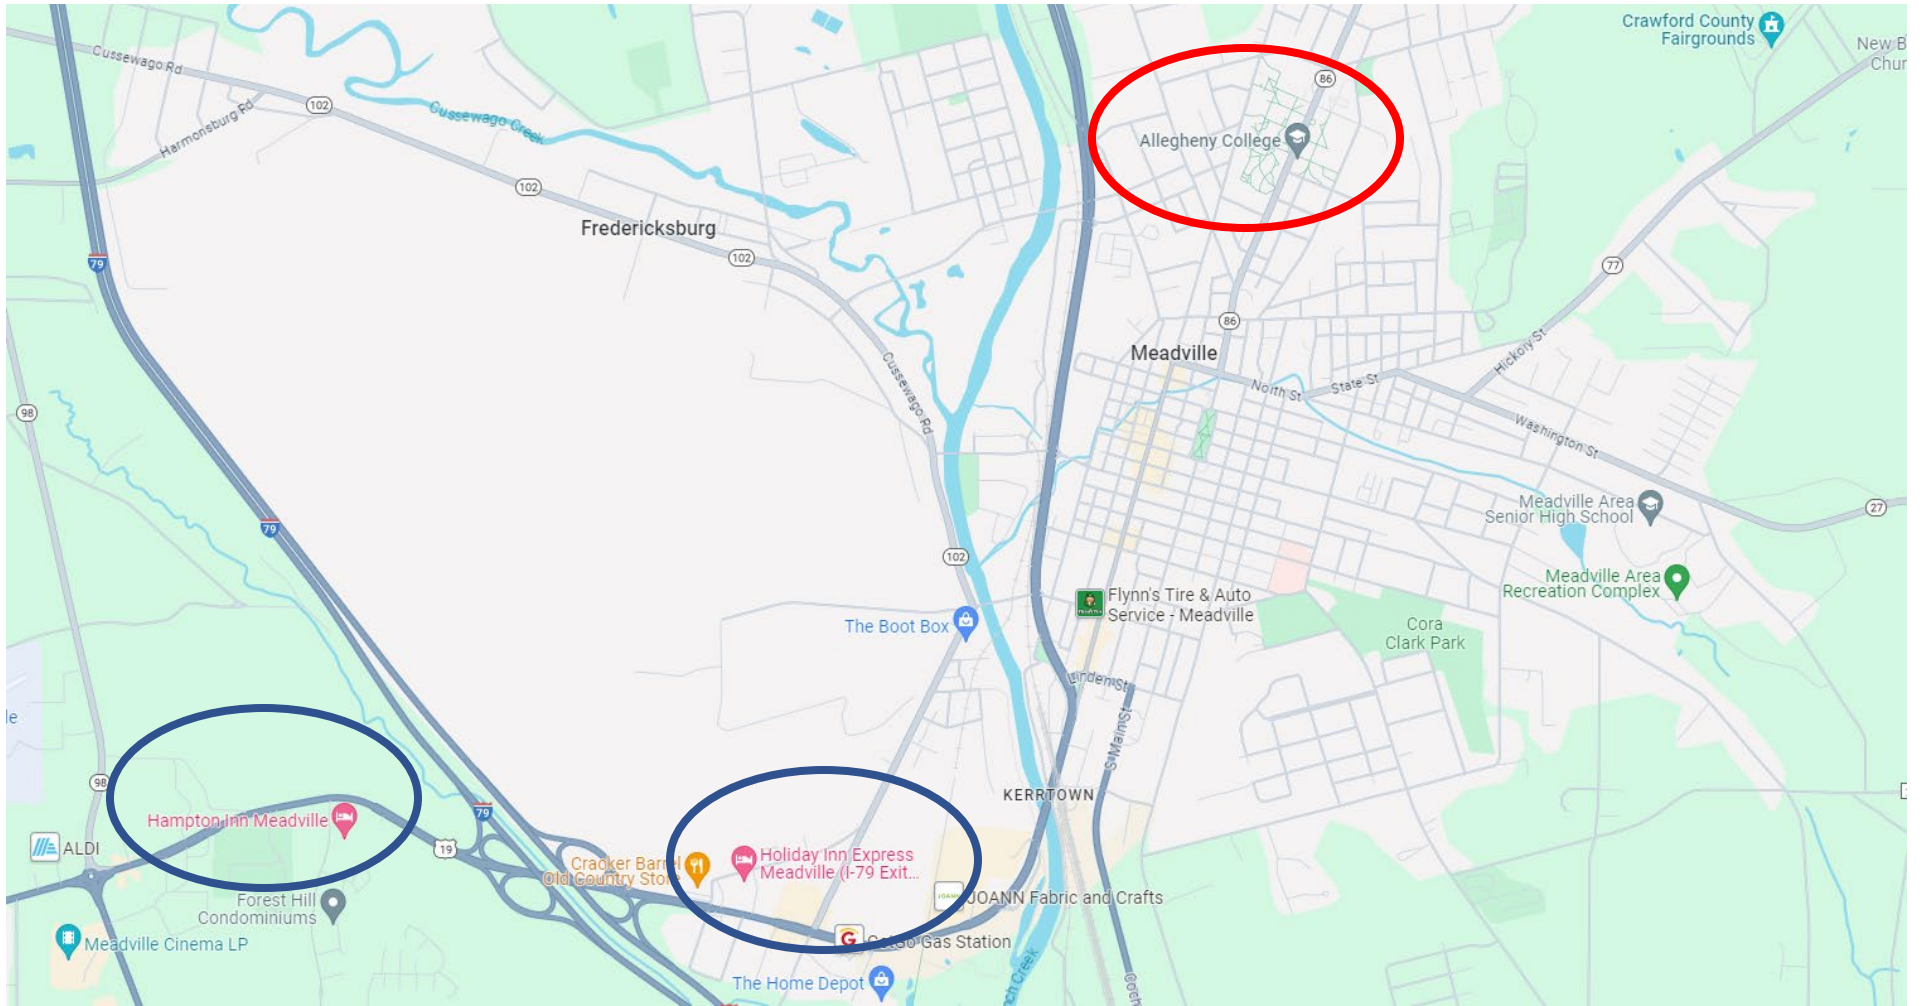 Crawford County
Fairgrounds
New B
Chur
Cussewago Rd
86
102
Harmonsburg Rd
Cussewago Creek
Allegheny College
102
Fredericksburg
102
79
77
86
Meadville
Hickory St
Cussewago Rd
North St
State St
98
Washington St
Meadville Area
Senior High School
27
79
102
Meadville Area
Recreation Complex
Flynn's Tire & Auto
Service - Meadville
The Boot Box
Cora
Clark Park
Linden St
S Main St
le
98
KERRTOWN
Hampton Inn Meadville
79
ALDI
19
Cracker Barrel
Old Country Store
Holiday Inn Express
Meadville (I-79 Exit...
JOANN
JOANN Fabric and Crafts
Forest Hill
Condominiums
Meadville Cinema LP
G
GetGo Gas Station
The Home Depot